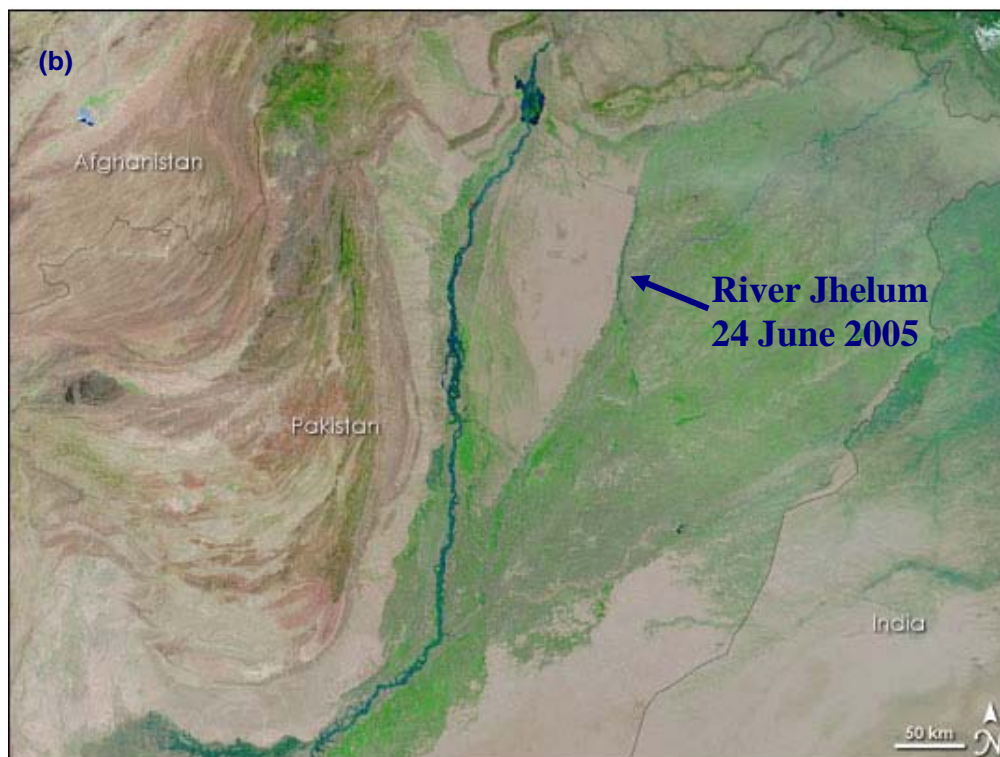 (b)
Afghanistan
River Jhelum
24 June 2005
Pakistan
India
50 km
N